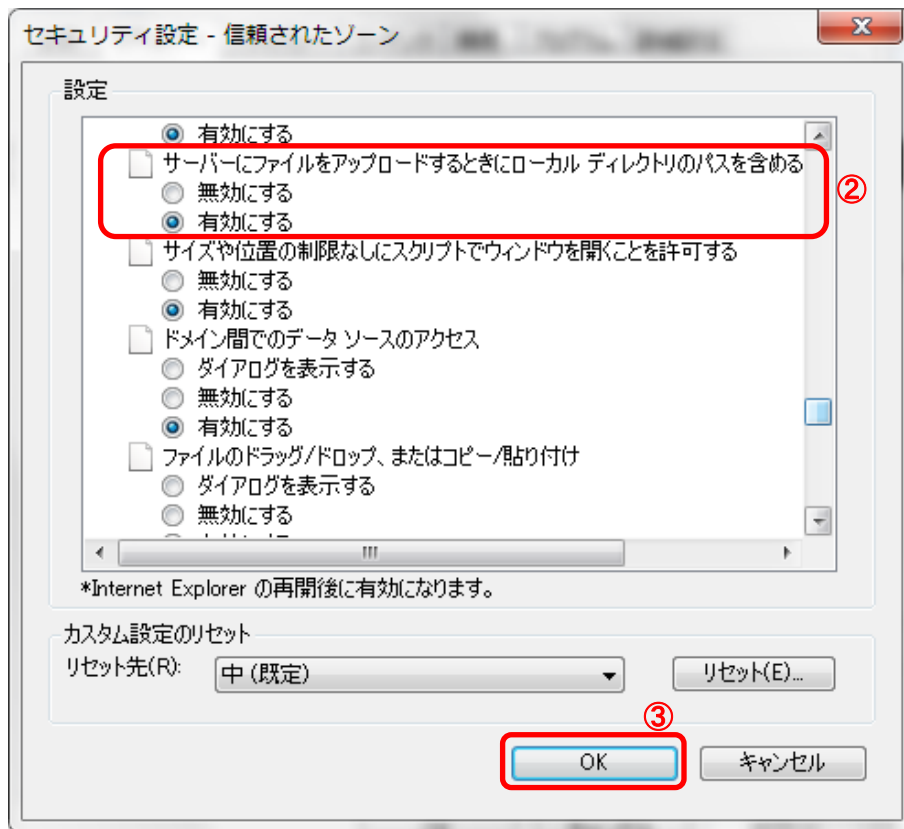 セキュリティ設定 - 信頼されたゾーン
X
設定
有効にする
サーバーにファイルをアップロードするときにローカル ディレクトリのパスを含める
②
無効にする
有効にする
サイズや位置の制限なしにスクリプトでウィンドウを開くことを許可する
無効にする
有効にする
ドメイン間でのデータ ソースのアクセス
ダイアログを表示する
無効にする
有効にする
ファイルのドラッグ/ドロップ、またはコピー/貼り付け
ダイアログを表示する
無効にする
*Internet Explorer の再開後に有効になります。
カスタム設定のリセット
リセット先(R): 中 (既定) リセット(E)...
③
OK キャンセル